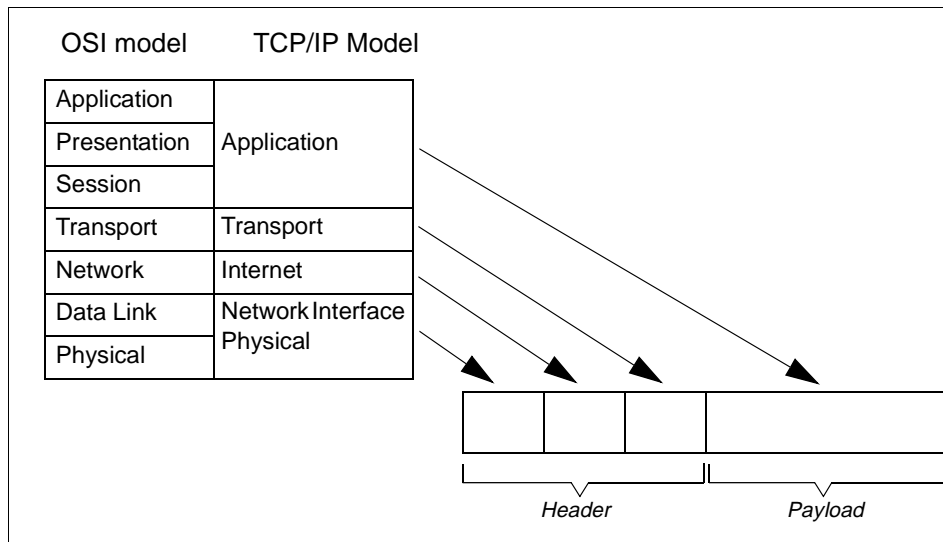 OSI model TCP/IP Model
Application
Presentation
Session
Transport
Network
Data Link
Physical
Application
Transport
Internet
Network Interface
Physical
Header
Payload